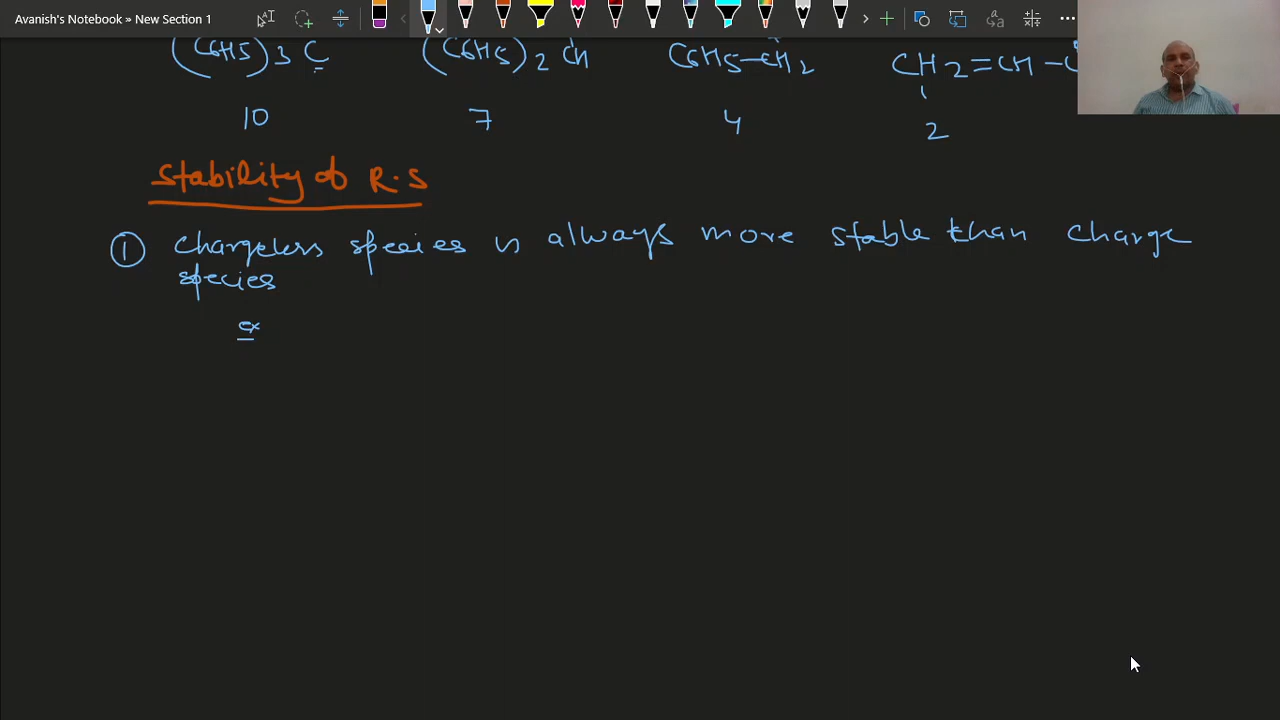 Avanish's Notebook » New Section 1
(C6H5)3 C (C6H5)2 CH C6H5-CH2 CH2=CH-C
10 7 4 2
Stability of R.S
① chargeless species is always more stable than charge
species
ex